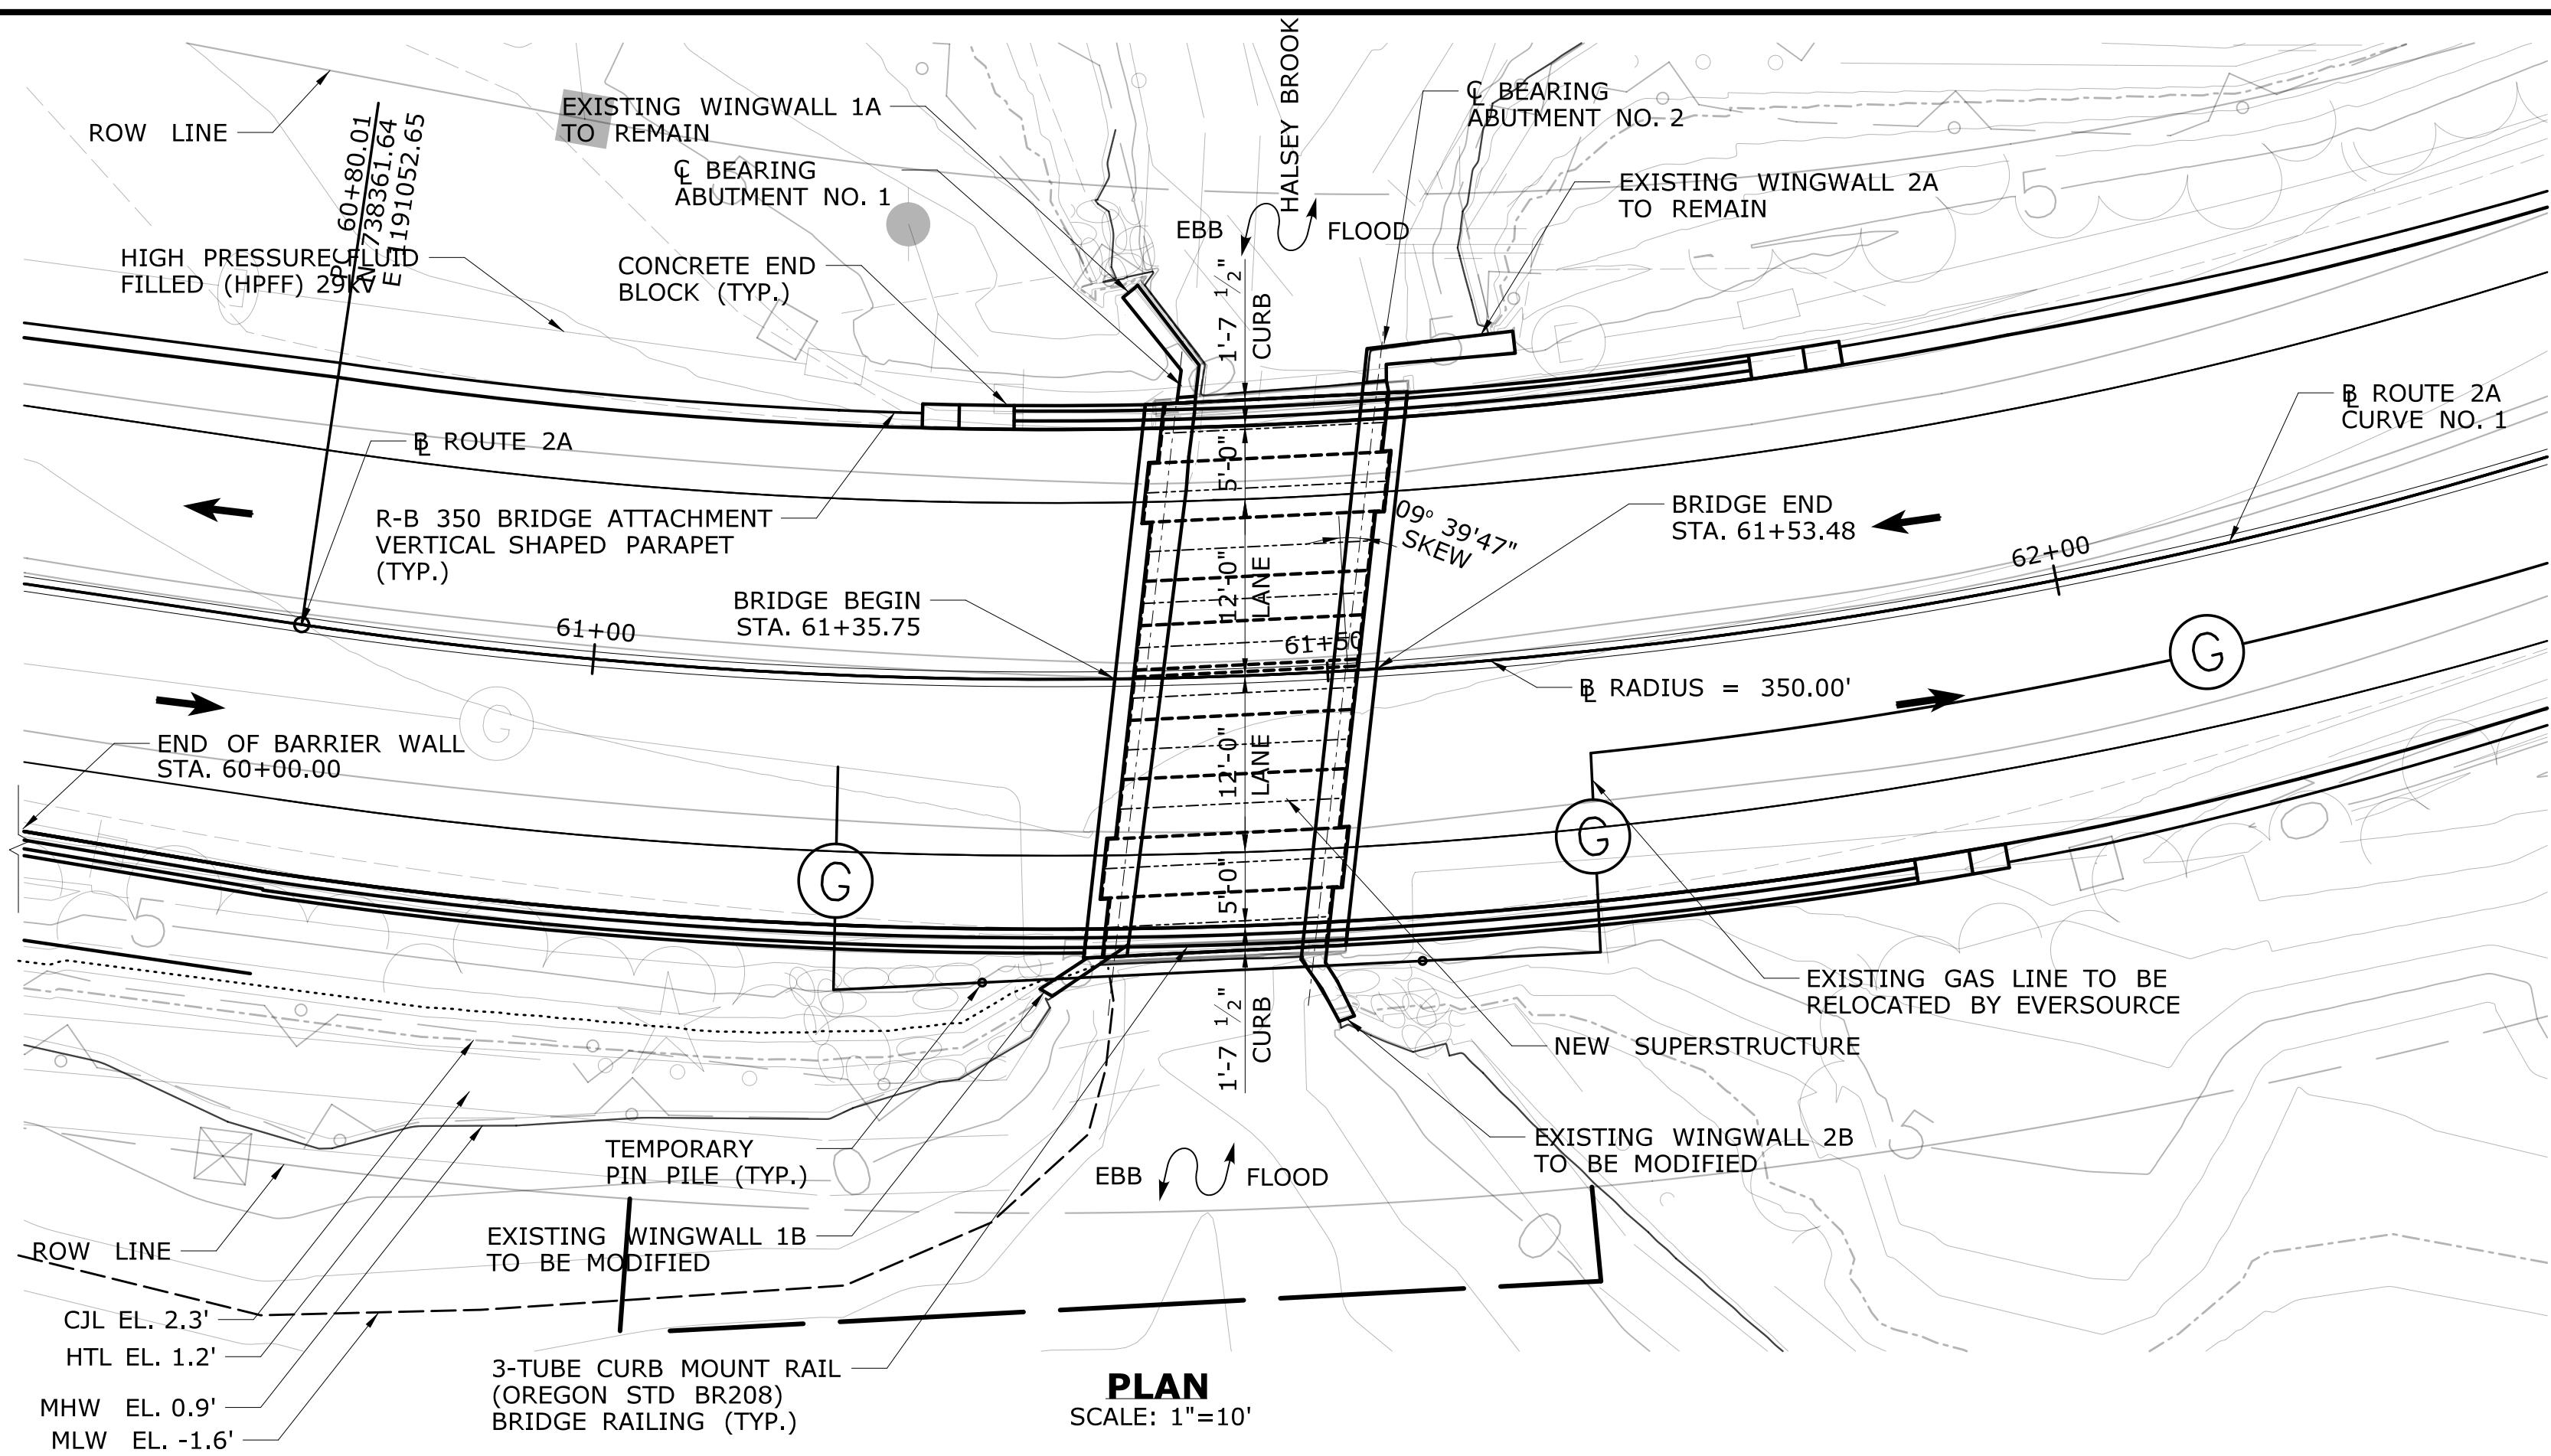 HALSEY BROOK
ROW LINE
PC 60+80.01
N 738361.64
E 1191052.65
EXISTING WINGWALL 1A
TO REMAIN
℄ BEARING
ABUTMENT NO. 1
℄ BEARING
ABUTMENT NO. 2
EXISTING WINGWALL 2A
TO REMAIN
5
EBB
FLOOD
HIGH PRESSURE FLUID
FILLED (HPFF) 29KV
CONCRETE END
BLOCK (TYP.)
1'-7 1/2"
CURB
5
5
B̲L ROUTE 2A
B̲L ROUTE 2A
CURVE NO. 1
5'-0"
R-B 350 BRIDGE ATTACHMENT
VERTICAL SHAPED PARAPET
(TYP.)
09° 39'47"
SKEW
BRIDGE END
STA. 61+53.48
62+00
12'-0"
LANE
BRIDGE BEGIN
STA. 61+35.75
61+00
61+50
G
BL RADIUS = 350.00'
G
END OF BARRIER WALL
STA. 60+00.00
12'-0"
LANE
G
G
5'-0"
5
EXISTING GAS LINE TO BE
RELOCATED BY EVERSOURCE
1'-7 1/2"
CURB
NEW SUPERSTRUCTURE
5
TEMPORARY
PIN PILE (TYP.)
EXISTING WINGWALL 2B
TO BE MODIFIED
EBB
FLOOD
EXISTING WINGWALL 1B
TO BE MODIFIED
ROW LINE
CJL EL. 2.3'
HTL EL. 1.2'
MHW EL. 0.9'
MLW EL. -1.6'
3-TUBE CURB MOUNT RAIL
(OREGON STD BR208)
BRIDGE RAILING (TYP.)
PLAN
SCALE: 1"=10'